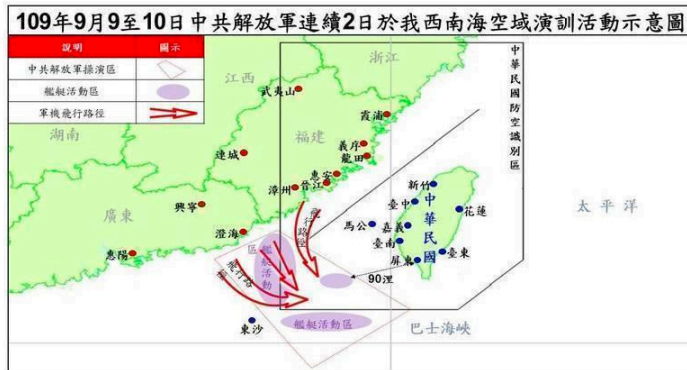 109年9月9至10日中共解放軍連續2日於我西南海空域演訓活動示意圖
說明 圖示
中共解放軍操演區
艦艇活動區
軍機飛行路徑
浙江
江西
武夷山
中華民國防空識別區
霞浦
湖南
福建
義序
龍田
連城
惠安
晉江
漳州
新竹
廣東
興寧
臺中
中華民國
花蓮
太平洋
飛行路徑
馬公
嘉義
澄海
臺南
惠陽
艦艇活動區
屏東
臺東
飛行路徑
90浬
東沙
艦艇活動區
巴士海峽